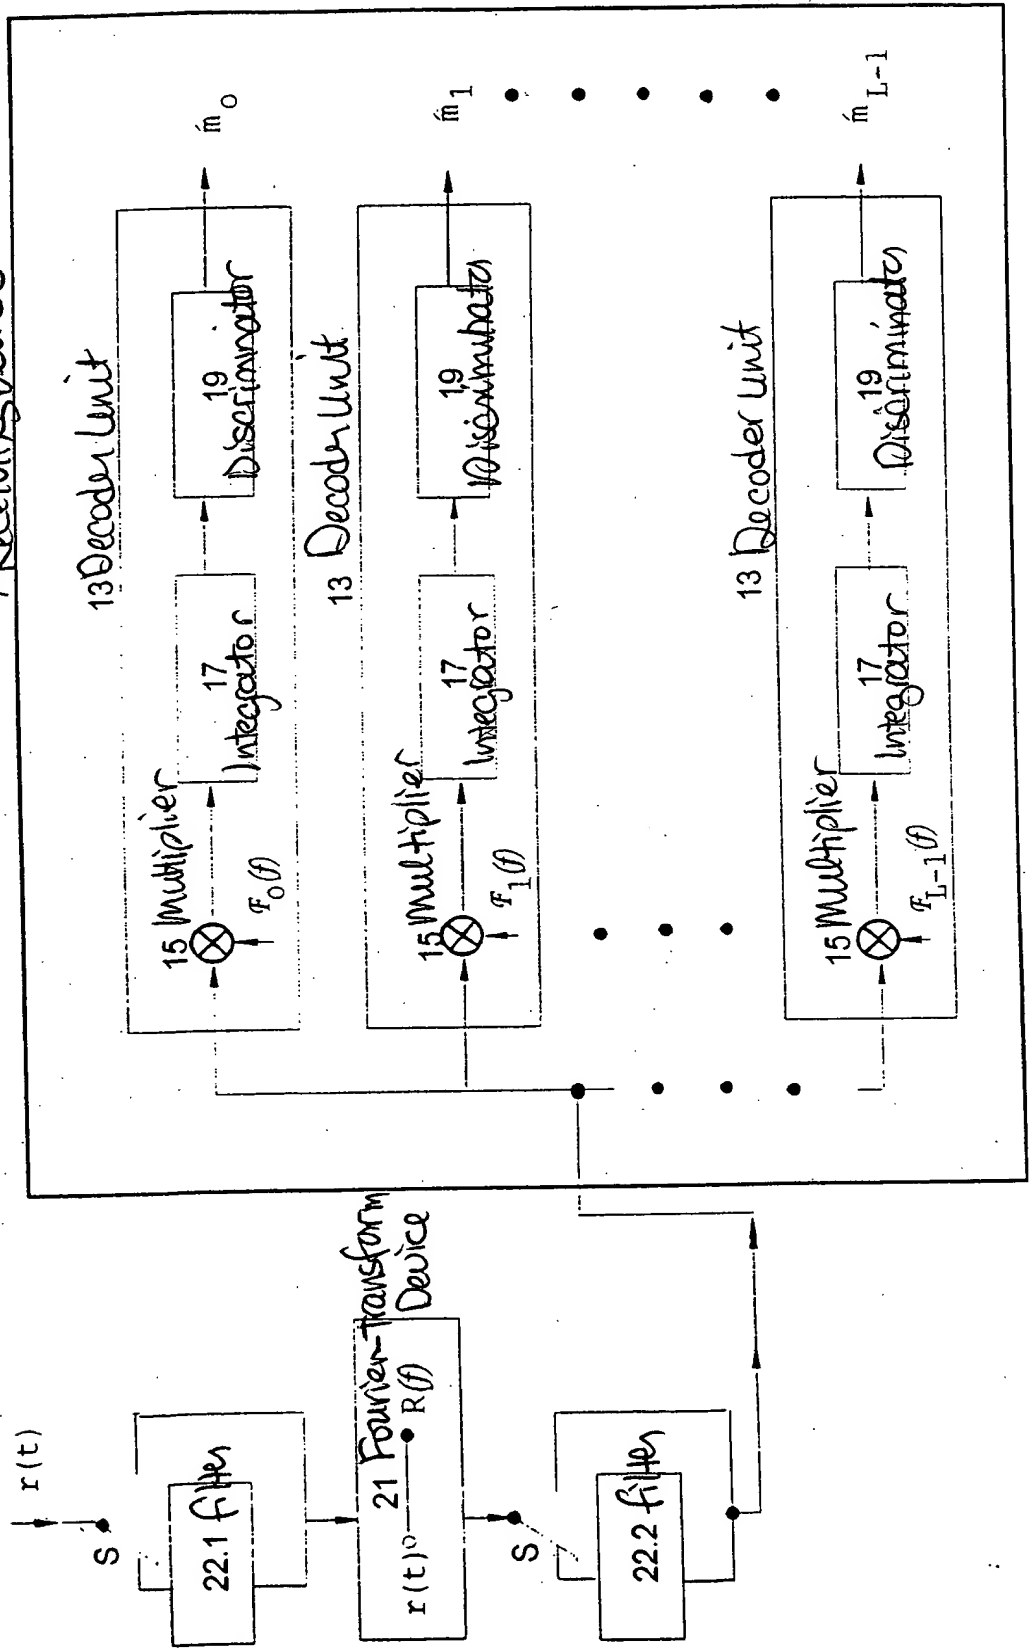 Receiving Device
r(t)
S
22.1 filter
21 Fourier-Transform
Device
r(t) R(f)
S
22.2 filter
13 Decoder Unit
15 Multiplier
F0(f)
17
Integrator
19
Discriminator
m̂0
13 Decoder Unit
15 Multiplier
F1(f)
17
Integrator
19
m̂1
13 Decoder Unit
15 Multiplier
FL-1(f)
17
Integrator
19
Discriminator
m̂L-1